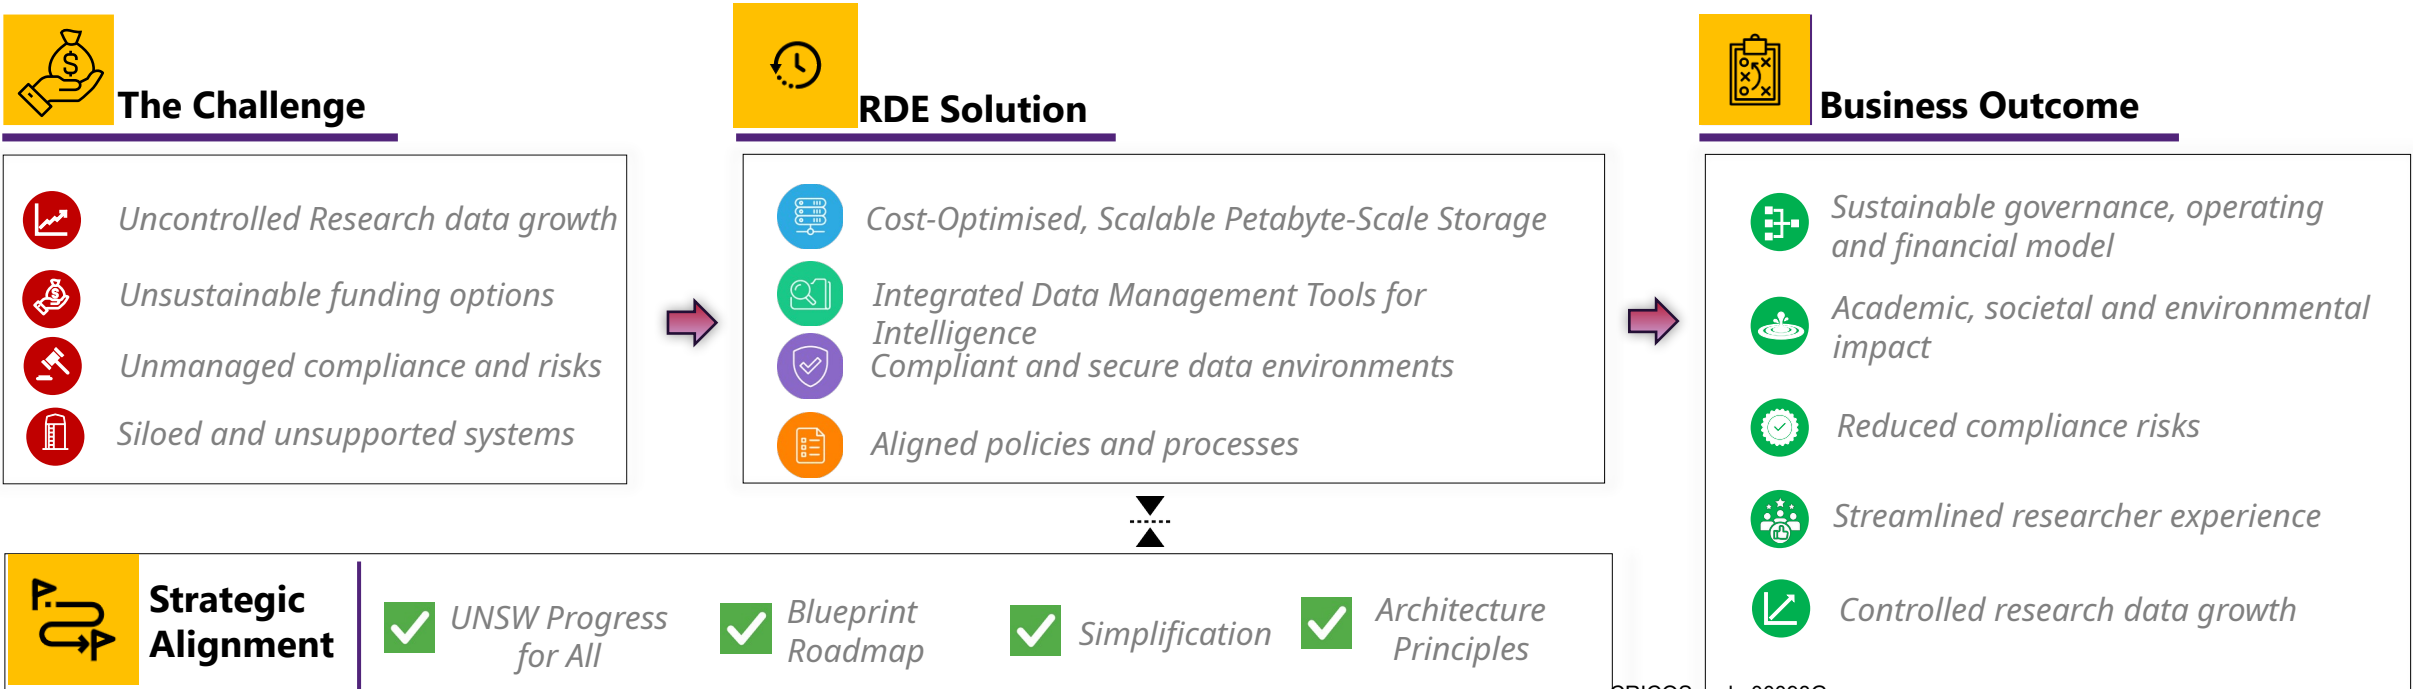 The Challenge
Uncontrolled Research data growth
Unsustainable funding options
Unmanaged compliance and risks
Siloed and unsupported systems
RDE Solution
Cost-Optimised, Scalable Petabyte-Scale Storage
Integrated Data Management Tools for
Intelligence
Compliant and secure data environments
Aligned policies and processes
Business Outcome
Sustainable governance, operating
and financial model
Academic, societal and environmental
impact
Reduced compliance risks
Streamlined researcher experience
Controlled research data growth
Strategic
Alignment
UNSW Progress
for All
Blueprint
Roadmap
Simplification
Architecture
Principles